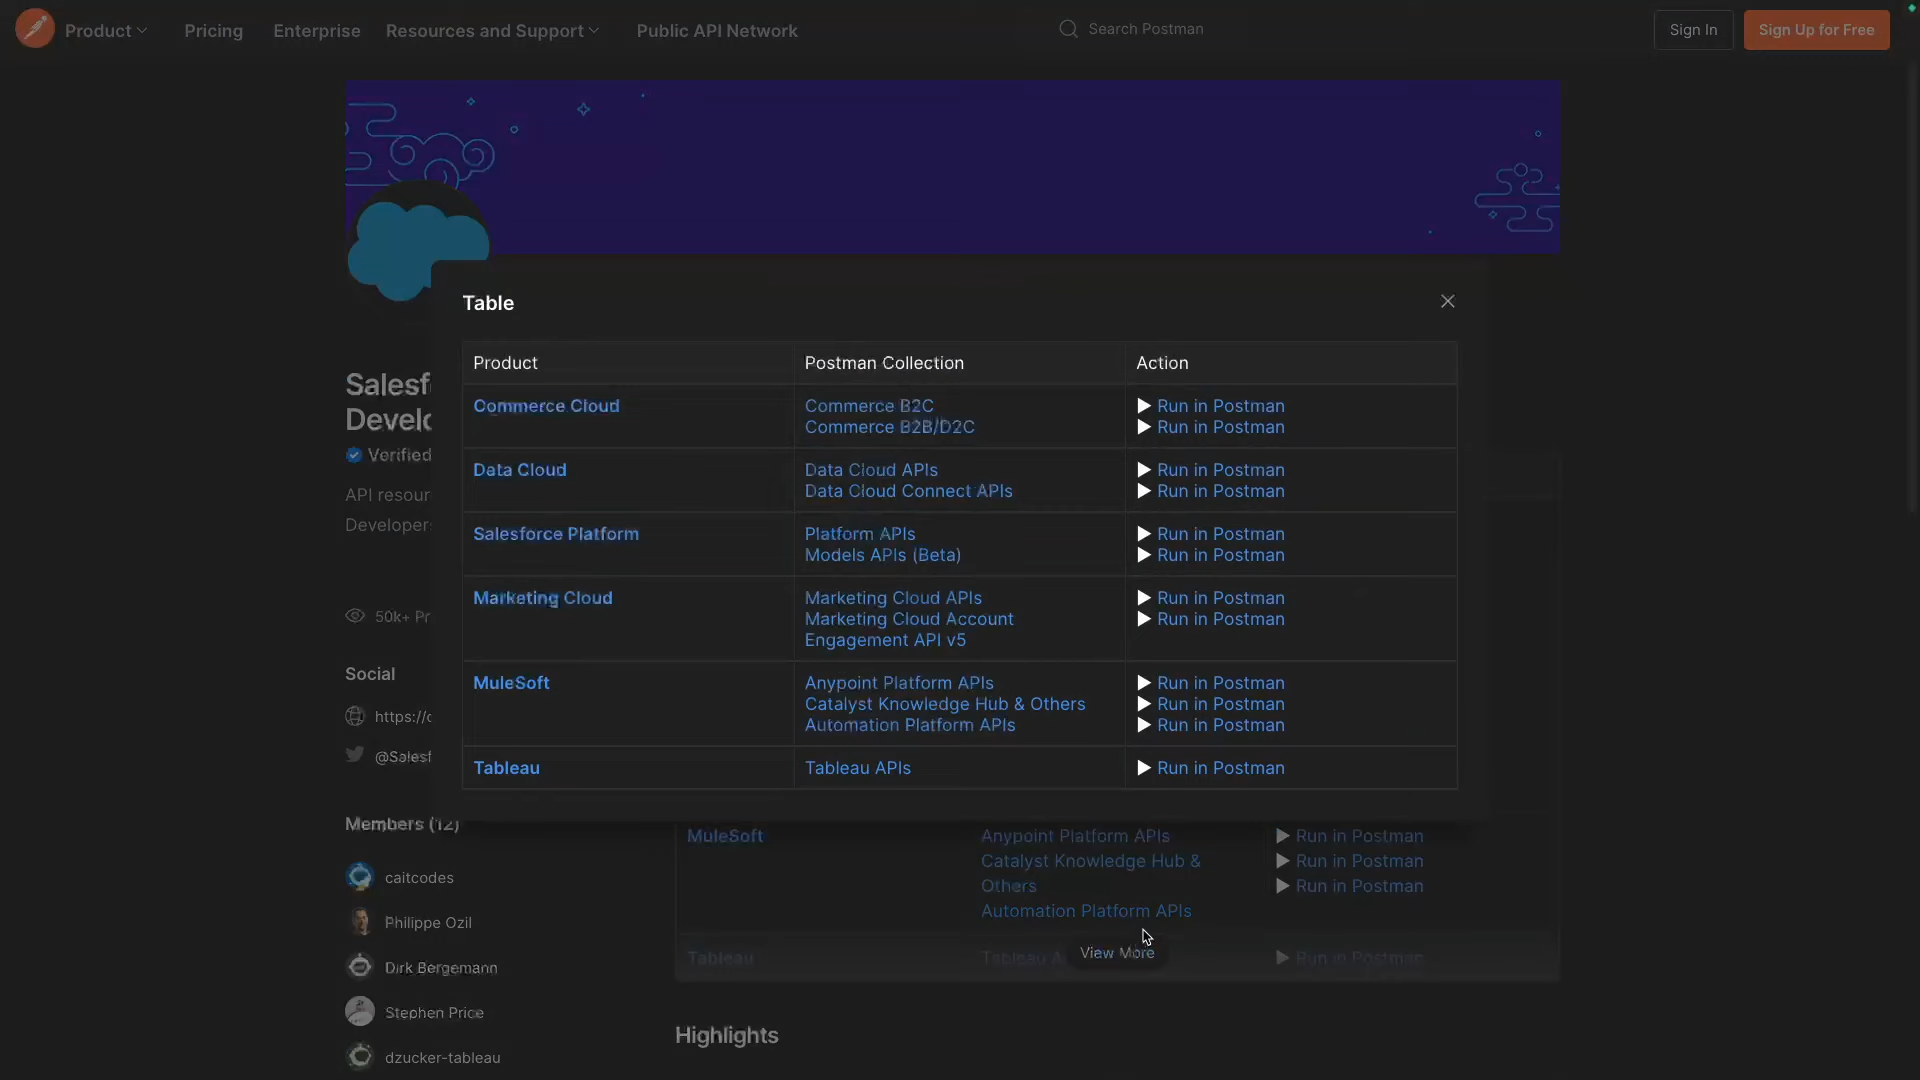 Product
Pricing
Enterprise
Resources and Support
Public API Network
Search Postman
Sign In
Sign Up for Free
Table
Product
Postman Collection
Action
Commerce Cloud
Commerce B2C
Commerce B2B/D2C
Run in Postman
Run in Postman
Data Cloud
Data Cloud APIs
Data Cloud Connect APIs
Run in Postman
Run in Postman
Salesforce Platform
Platform APIs
Models APIs (Beta)
Run in Postman
Run in Postman
Marketing Cloud
Marketing Cloud APIs
Marketing Cloud Account
Engagement API v5
Run in Postman
Run in Postman
MuleSoft
Anypoint Platform APIs
Catalyst Knowledge Hub & Others
Automation Platform APIs
Run in Postman
Run in Postman
Run in Postman
Tableau
Tableau APIs
Run in Postman
Salesf
Develo
Verified
API resour
Developer
50k+ Pr
Social
https://
@Salesf
Members (12)
caitcodes
Philippe Ozil
Dirk Bergemann
Stephen Price
dzucker-tableau
MuleSoft
Anypoint Platform APIs
Catalyst Knowledge Hub &
Others
Automation Platform APIs
Run in Postman
Run in Postman
Run in Postman
Tableau
Tableau A
Run in Postman
View More
Highlights